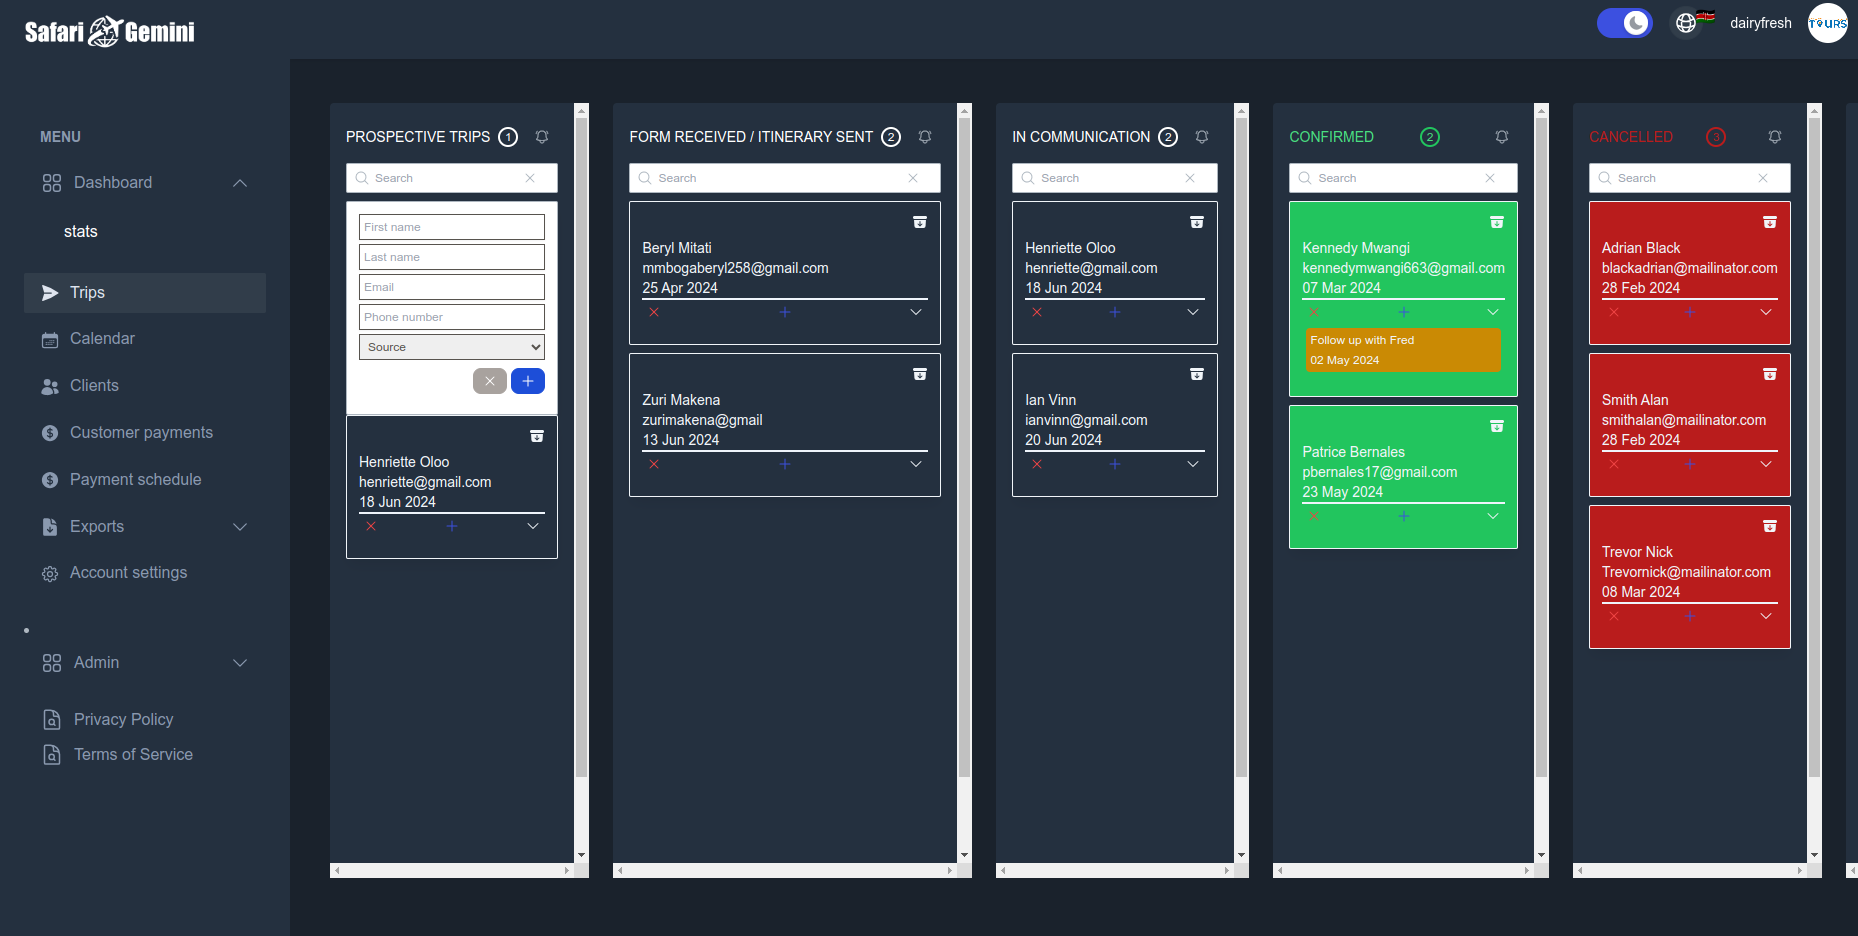 Safari Gemini
dairyfresh
TOURS
MENU
Dashboard
stats
Trips
Calendar
Clients
Customer payments
Payment schedule
Exports
Account settings
Admin
Privacy Policy
Terms of Service
PROSPECTIVE TRIPS 1
Search
First name
Last name
Email
Phone number
Source
Henriette Oloo
henriette@gmail.com
18 Jun 2024
FORM RECEIVED / ITINERARY SENT 2
Search
Beryl Mitati
mmbogaberyl258@gmail.com
25 Apr 2024
Zuri Makena
zurimakena@gmail
13 Jun 2024
IN COMMUNICATION 2
Search
Henriette Oloo
henriette@gmail.com
18 Jun 2024
Ian Vinn
ianvinn@gmail.com
20 Jun 2024
CONFIRMED 2
Search
Kennedy Mwangi
kennedymwangi663@gmail.com
07 Mar 2024
Follow up with Fred
02 May 2024
Patrice Bernales
pbernales17@gmail.com
23 May 2024
CANCELLED 3
Search
Adrian Black
blackadrian@mailinator.com
28 Feb 2024
Smith Alan
smithalan@mailinator.com
28 Feb 2024
Trevor Nick
Trevornick@mailinator.com
08 Mar 2024